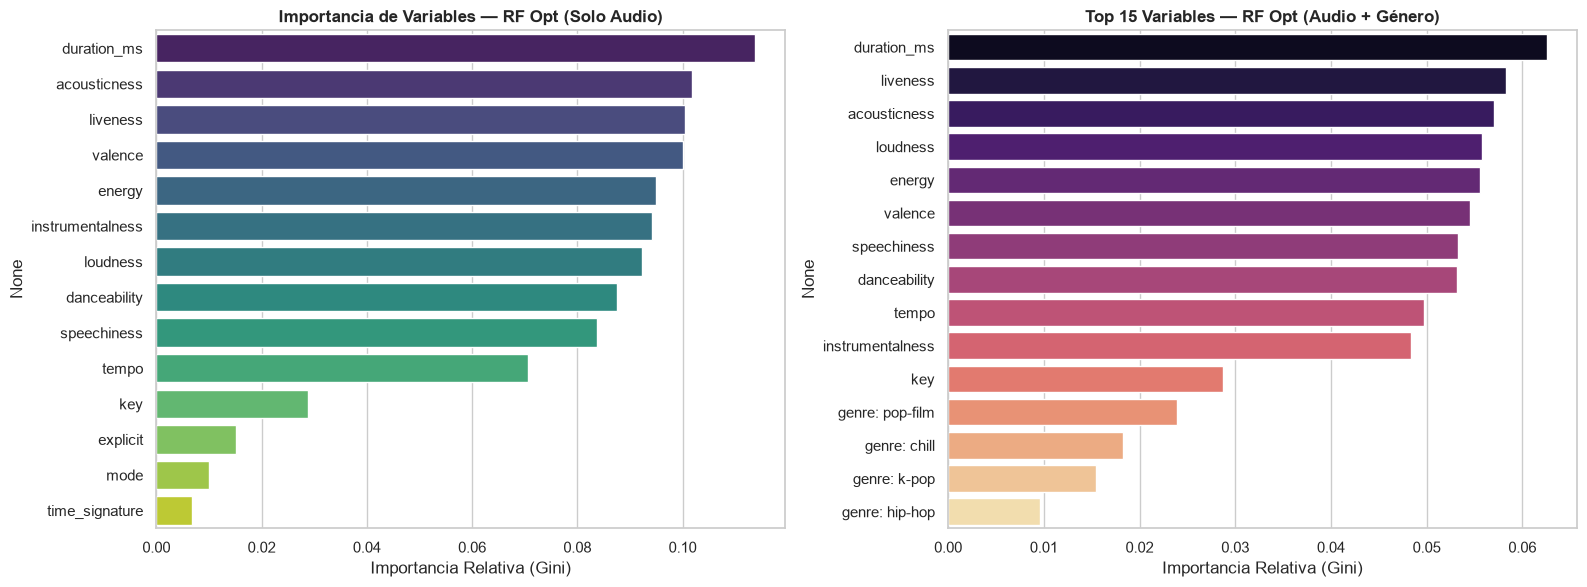 Importancia de Variables — RF Opt (Solo Audio)
None
duration_ms
acousticness
liveness
valence
energy
instrumentalness
loudness
danceability
speechiness
tempo
key
explicit
mode
time_signature
0.00 0.02 0.04 0.06 0.08 0.10
Importancia Relativa (Gini)
Top 15 Variables — RF Opt (Audio + Género)
None
duration_ms
liveness
acousticness
loudness
energy
valence
speechiness
danceability
tempo
instrumentalness
key
genre: pop-film
genre: chill
genre: k-pop
genre: hip-hop
0.00 0.01 0.02 0.03 0.04 0.05 0.06
Importancia Relativa (Gini)